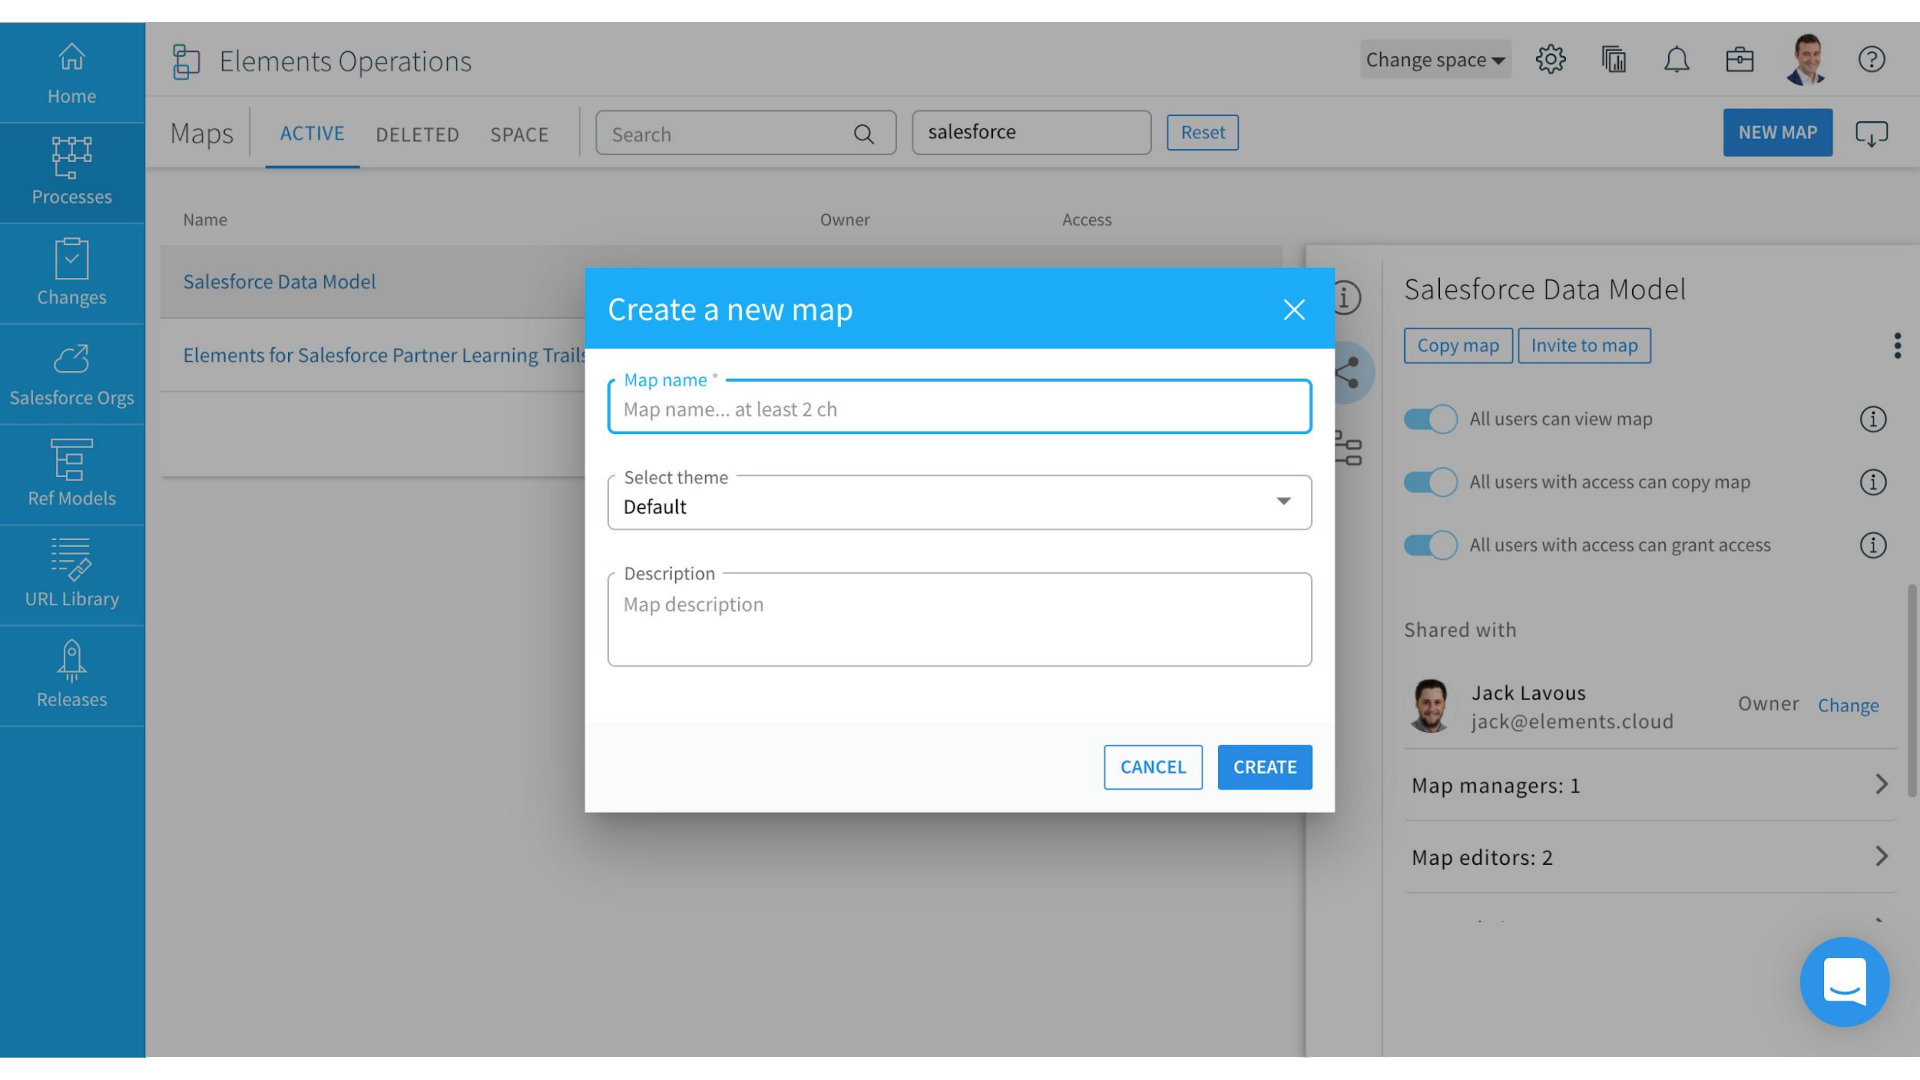 Home
Processes
Changes
Salesforce Orgs
Ref Models
URL Library
Releases
Elements Operations
Change space
Maps
ACTIVE
DELETED
SPACE
Search
salesforce
Reset
NEW MAP
Name
Owner
Access
Salesforce Data Model
Elements for Salesforce Partner Learning Trails
Create a new map
Map name *
Map name... at least 2 ch
Select theme
Default
Description
Map description
CANCEL
CREATE
Salesforce Data Model
Copy map
Invite to map
All users can view map
All users with access can copy map
All users with access can grant access
Shared with
Jack Lavous
jack@elements.cloud
Owner
Change
Map managers: 1
Map editors: 2